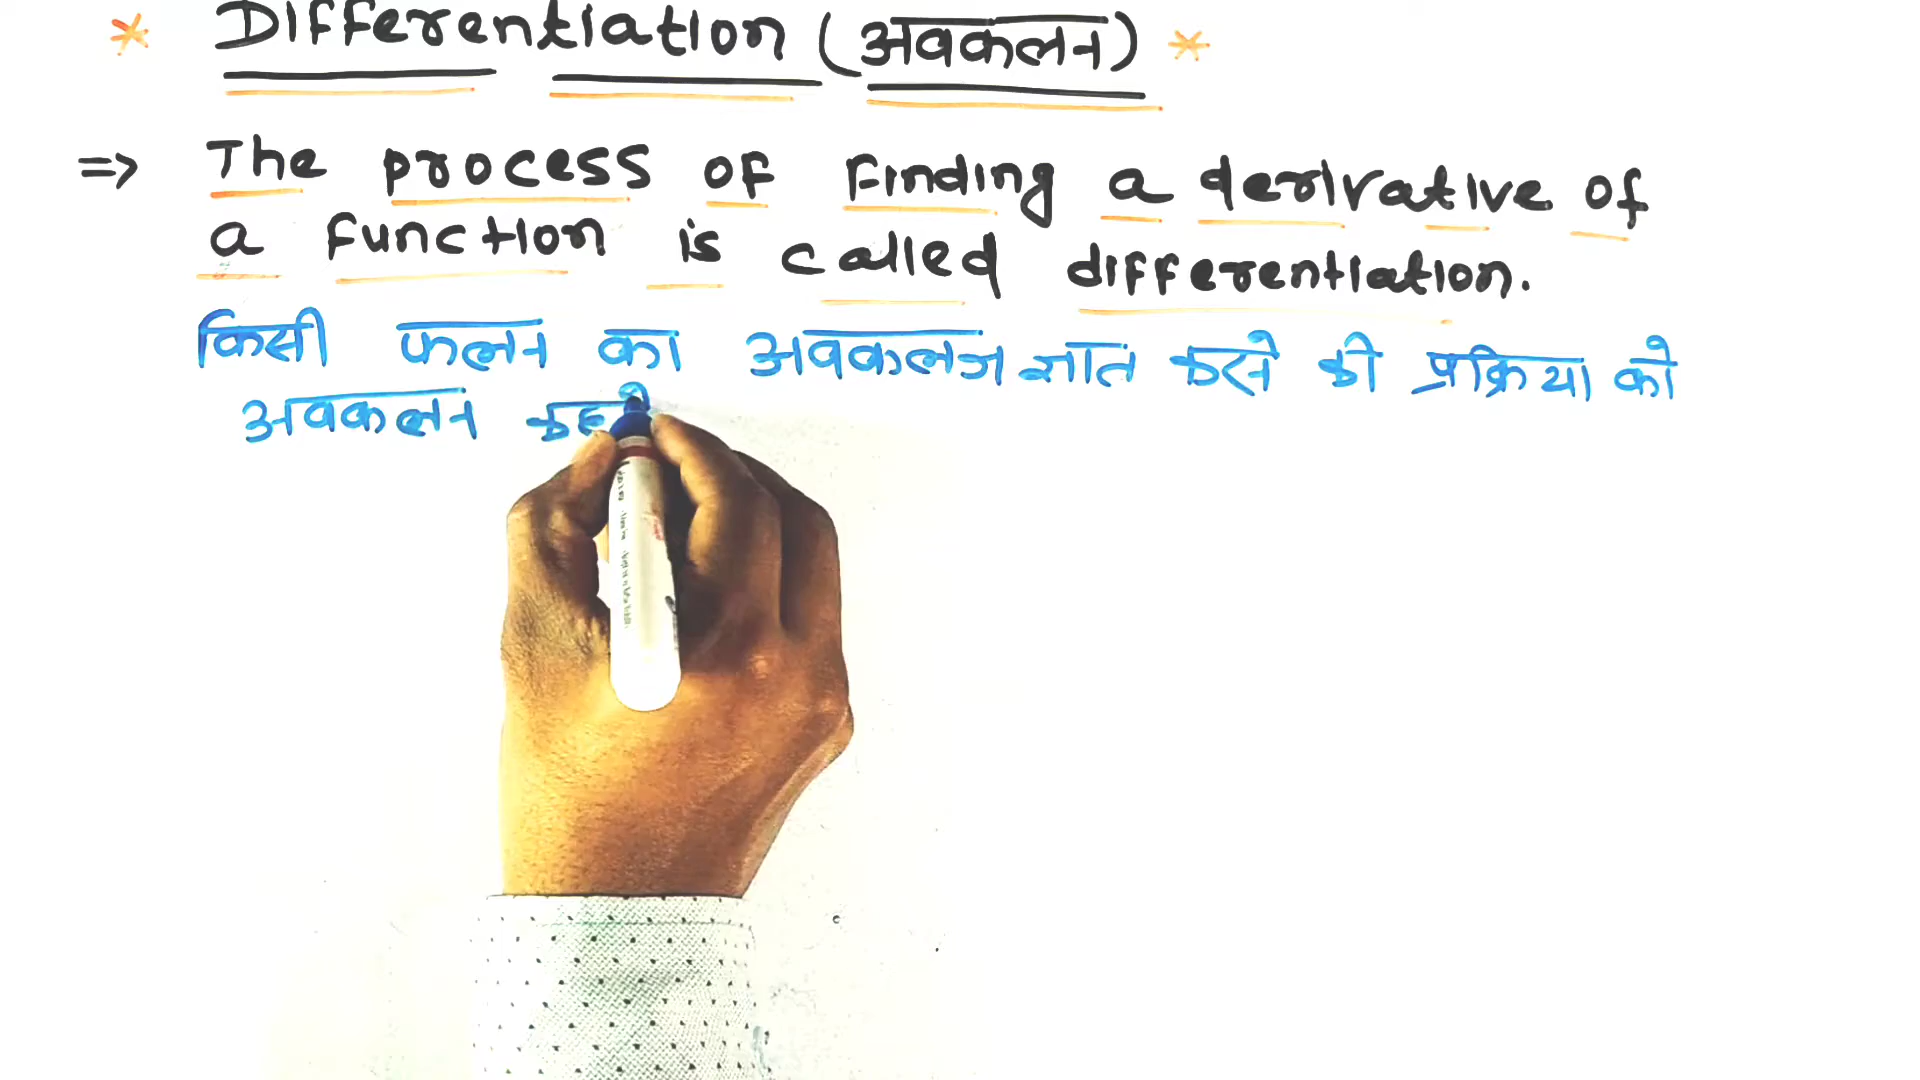 * Differentiation (अवकलन) *
=> The process of finding a derivative of
a function is called differentiation.
किसी फलन का अवकलज ज्ञात करने की प्रक्रिया को
अवकलन